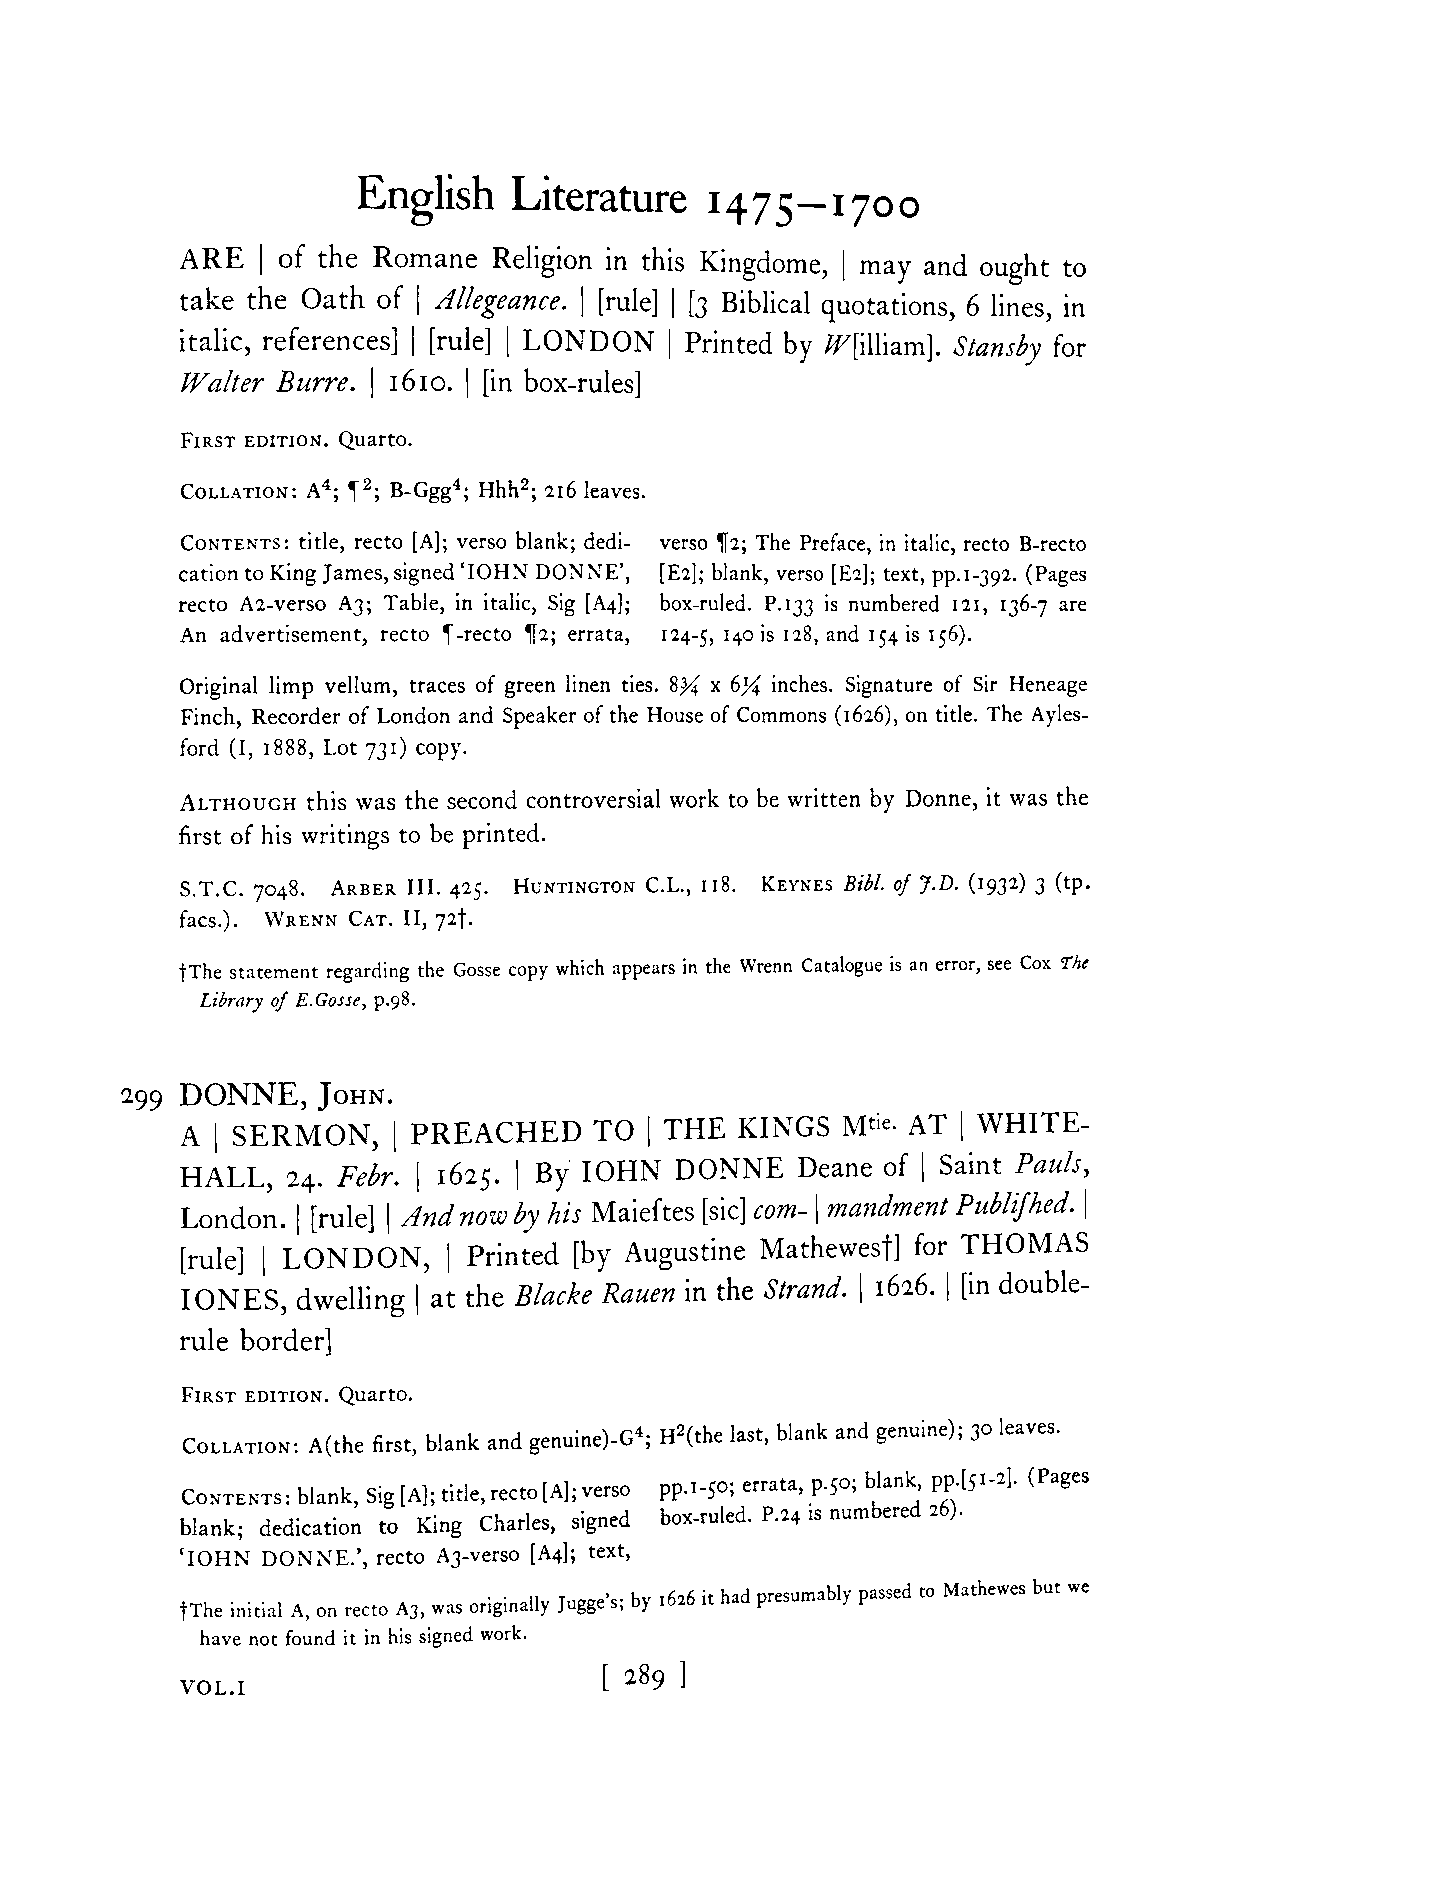 English Literature 1475–1700
ARE | of the Romane Religion in this Kingdome, | may and ought to
take the Oath of | Allegeance. | [rule] | [3 Biblical quotations, 6 lines, in
italic, references] | [rule] | LONDON | Printed by W[illiam]. Stansby for
Walter Burre. | 1610. | [in box-rules]
FIRST EDITION. Quarto.
COLLATION: A⁴; ¶²; B-Ggg⁴; Hhh²; 216 leaves.
CONTENTS: title, recto [A]; verso blank; dedi-
cation to King James, signed ‘IOHN DONNE’,
recto A2-verso A3; Table, in italic, Sig [A4];
An advertisement, recto ¶-recto ¶2; errata,
verso ¶2; The Preface, in italic, recto B-recto
[E2]; blank, verso [E2]; text, pp.1-392. (Pages
box-ruled. P.133 is numbered 121, 136-7 are
124-5, 140 is 128, and 154 is 156).
Original limp vellum, traces of green linen ties. 8¾ x 6¼ inches. Signature of Sir Heneage
Finch, Recorder of London and Speaker of the House of Commons (1626), on title. The Ayles-
ford (I, 1888, Lot 731) copy.
ALTHOUGH this was the second controversial work to be written by Donne, it was the
first of his writings to be printed.
S.T.C. 7048. ARBER III. 425. HUNTINGTON C.L., 118. KEYNES Bibl. of J.D. (1932) 3 (tp.
facs.). WRENN CAT. II, 72†.
†The statement regarding the Gosse copy which appears in the Wrenn Catalogue is an error, see Cox The
Library of E.Gosse, p.98.
299 DONNE, JOHN.
A | SERMON, | PREACHED TO | THE KINGS Mtie. AT | WHITE-
HALL, 24. Febr. | 1625. | By IOHN DONNE Deane of | Saint Pauls,
London. | [rule] | And now by his Maieſtes [sic] com- | mandment Publiſhed. |
[rule] | LONDON, | Printed [by Augustine Mathewes†] for THOMAS
IONES, dwelling | at the Blacke Rauen in the Strand. | 1626. | [in double-
rule border]
FIRST EDITION. Quarto.
COLLATION: A(the first, blank and genuine)-G⁴; H²(the last, blank and genuine); 30 leaves.
CONTENTS: blank, Sig [A]; title, recto [A]; verso
blank; dedication to King Charles, signed
‘IOHN DONNE.’, recto A3-verso [A4]; text,
pp.1-50; errata, p.50; blank, pp.[51-2]. (Pages
box-ruled. P.24 is numbered 26).
†The initial A, on recto A3, was originally Jugge’s; by 1626 it had presumably passed to Mathewes but we
have not found it in his signed work.
VOL.I [ 289 ]